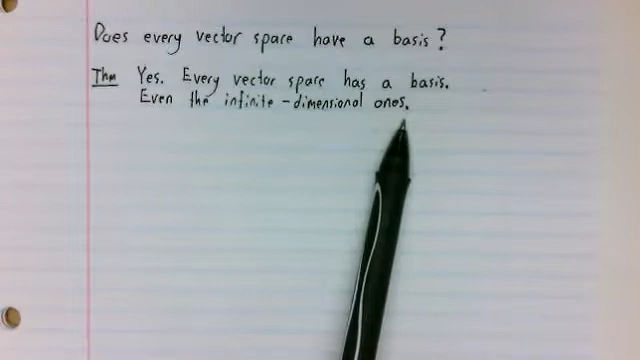 Does every vector space have a basis?
Thm Yes. Every vector space has a basis.
Even the infinite-dimensional ones.